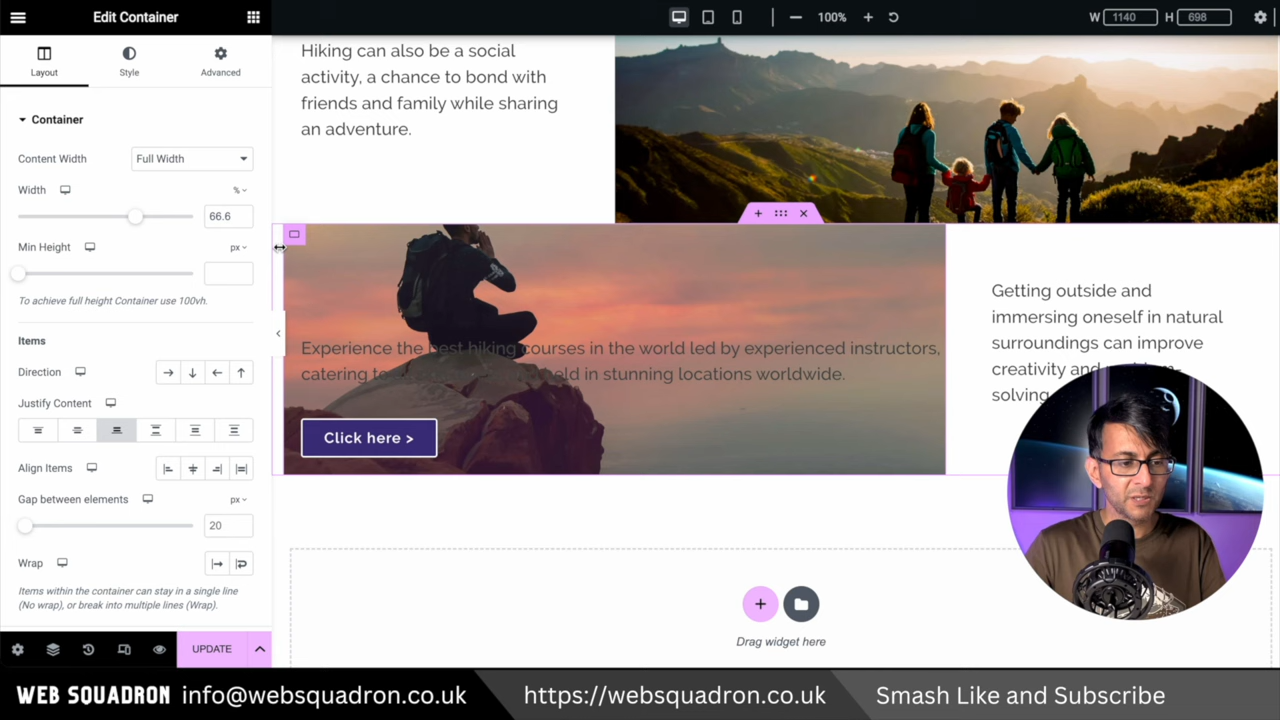 Edit Container
100%
W 1140 H 698
Layout
Style
Advanced
Container
Content Width Full Width
Width %
66.6
Min Height px
To achieve full height Container use 100vh.
Items
Direction
Justify Content
Align Items
Gap between elements px
20
Wrap
Items within the container can stay in a single line
(No wrap), or break into multiple lines (Wrap).
UPDATE
Hiking can also be a social
activity, a chance to bond with
friends and family while sharing
an adventure.
Experience the best hiking courses in the world led by experienced instructors,
catering to held in stunning locations worldwide.
Click here >
Getting outside and
immersing oneself in natural
surroundings can improve
creativity and
solving
Drag widget here
WEB SQUADRON info@websquadron.co.uk https://websquadron.co.uk Smash Like and Subscribe